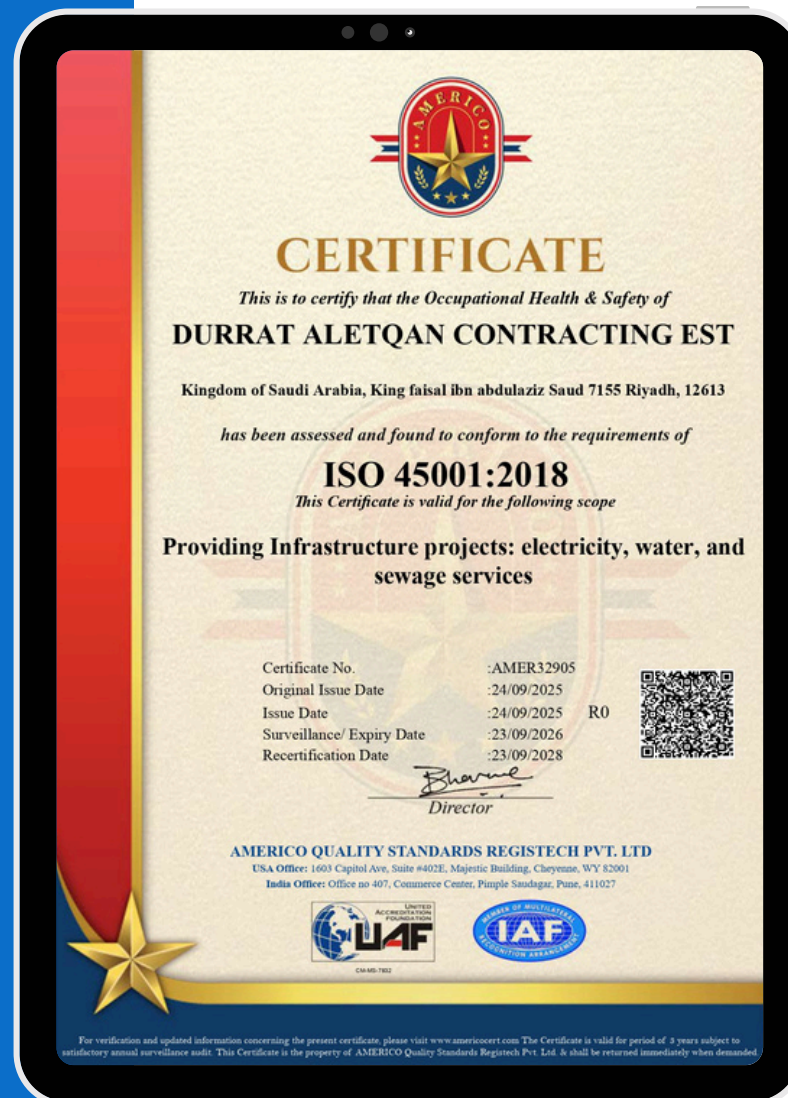 AMERICO
CERTIFICATE
This is to certify that the Occupational Health & Safety of
DURRAT ALETQAN CONTRACTING EST
Kingdom of Saudi Arabia, King faisal ibn abdulaziz Saud 7155 Riyadh, 12613
has been assessed and found to conform to the requirements of
ISO 45001:2018
This Certificate is valid for the following scope
Providing Infrastructure projects: electricity, water, and
sewage services
Certificate No. :AMER32905
Original Issue Date :24/09/2025
Issue Date :24/09/2025 R0
Surveillance/ Expiry Date :23/09/2026
Recertification Date :23/09/2028
Director
AMERICO QUALITY STANDARDS REGISTECH PVT. LTD
USA Office: 1603 Capitol Ave, Suite #402E, Majestic Building, Cheyenne, WY 82001
India Office: Office no 407, Commerce Center, Pimple Saudagar, Pune, 411027
UNITED
ACCREDITATION
FOUNDATION
UAF
CM-MS-7802
MEMBER OF MULTILATERAL
IAF
RECOGNITION ARRANGEMENT
For verification and updated information concerning the present certificate, please visit www.americocert.com The Certificate is valid for period of 3 years subject to
satisfactory annual surveillance audit. This Certificate is the property of AMERICO Quality Standards Registech Pvt. Ltd. & shall be returned immediately when demanded